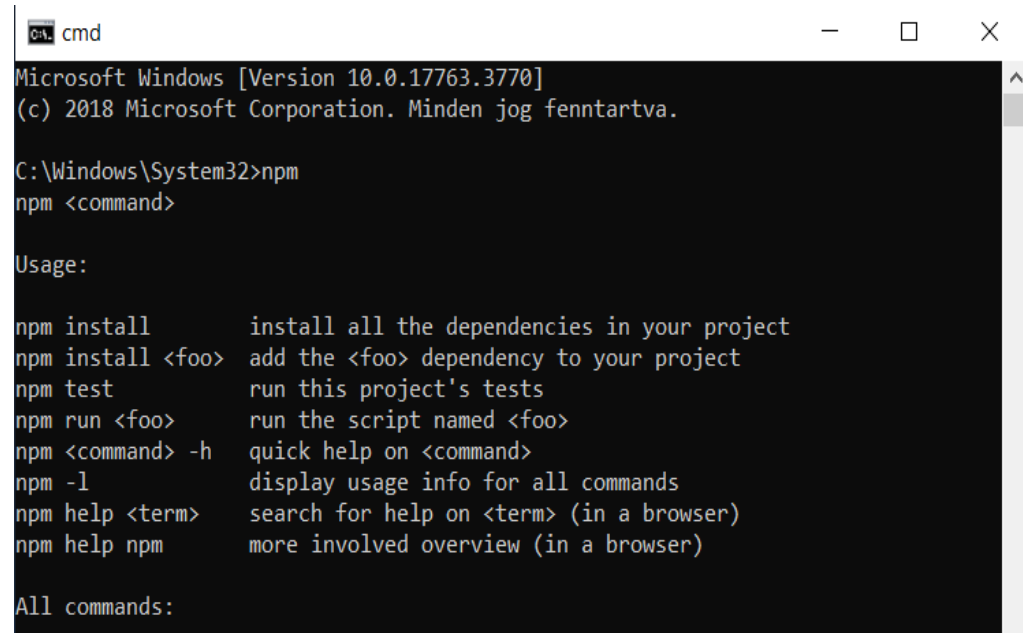 cmd
Microsoft Windows [Version 10.0.17763.3770]
(c) 2018 Microsoft Corporation. Minden jog fenntartva.
C:\Windows\System32>npm
npm <command>
Usage:
npm install        install all the dependencies in your project
npm install <foo>  add the <foo> dependency to your project
npm test           run this project's tests
npm run <foo>      run the script named <foo>
npm <command> -h   quick help on <command>
npm -l             display usage info for all commands
npm help <term>    search for help on <term> (in a browser)
npm help npm       more involved overview (in a browser)
All commands: